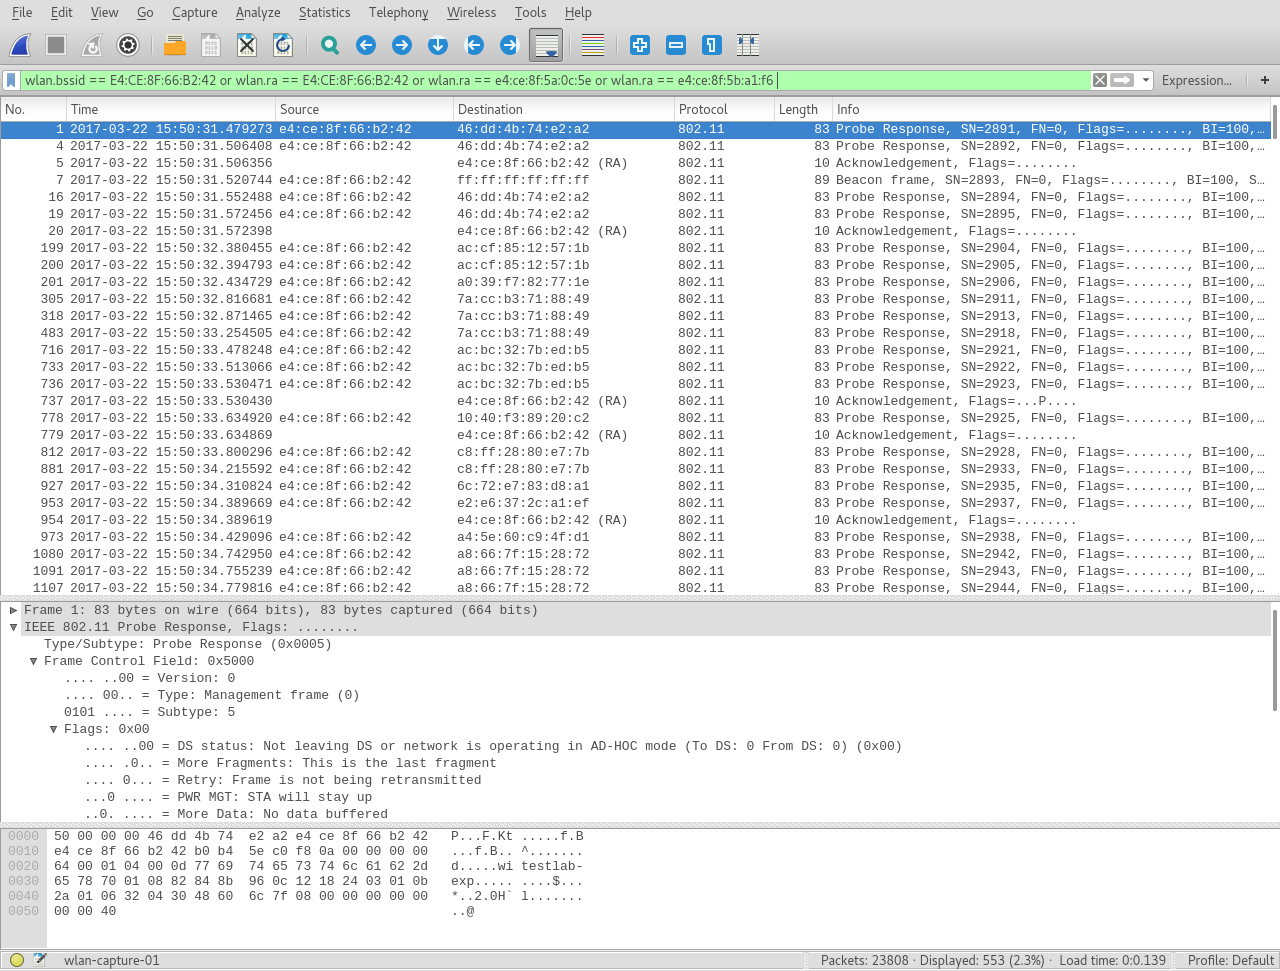 File Edit View Go Capture Analyze Statistics Telephony Wireless Tools Help
wlan.bssid == E4:CE:8F:66:B2:42 or wlan.ra == E4:CE:8F:66:B2:42 or wlan.ra == e4:ce:8f:5a:0c:5e or wlan.ra == e4:ce:8f:5b:a1:f6 Expression... +
No. Time Source Destination Protocol Length Info
1 2017-03-22 15:50:31.479273 e4:ce:8f:66:b2:42 46:dd:4b:74:e2:a2 802.11 83 Probe Response, SN=2891, FN=0, Flags=........, BI=100,…
4 2017-03-22 15:50:31.506408 e4:ce:8f:66:b2:42 46:dd:4b:74:e2:a2 802.11 83 Probe Response, SN=2892, FN=0, Flags=........, BI=100,…
5 2017-03-22 15:50:31.506356 e4:ce:8f:66:b2:42 (RA) 802.11 10 Acknowledgement, Flags=........
7 2017-03-22 15:50:31.520744 e4:ce:8f:66:b2:42 ff:ff:ff:ff:ff:ff 802.11 89 Beacon frame, SN=2893, FN=0, Flags=........, BI=100, S…
16 2017-03-22 15:50:31.552488 e4:ce:8f:66:b2:42 46:dd:4b:74:e2:a2 802.11 83 Probe Response, SN=2894, FN=0, Flags=........, BI=100,…
19 2017-03-22 15:50:31.572456 e4:ce:8f:66:b2:42 46:dd:4b:74:e2:a2 802.11 83 Probe Response, SN=2895, FN=0, Flags=........, BI=100,…
20 2017-03-22 15:50:31.572398 e4:ce:8f:66:b2:42 (RA) 802.11 10 Acknowledgement, Flags=........
199 2017-03-22 15:50:32.380455 e4:ce:8f:66:b2:42 ac:cf:85:12:57:1b 802.11 83 Probe Response, SN=2904, FN=0, Flags=........, BI=100,…
200 2017-03-22 15:50:32.394793 e4:ce:8f:66:b2:42 ac:cf:85:12:57:1b 802.11 83 Probe Response, SN=2905, FN=0, Flags=........, BI=100,…
201 2017-03-22 15:50:32.434729 e4:ce:8f:66:b2:42 a0:39:f7:82:77:1e 802.11 83 Probe Response, SN=2906, FN=0, Flags=........, BI=100,…
305 2017-03-22 15:50:32.816681 e4:ce:8f:66:b2:42 7a:cc:b3:71:88:49 802.11 83 Probe Response, SN=2911, FN=0, Flags=........, BI=100,…
318 2017-03-22 15:50:32.871465 e4:ce:8f:66:b2:42 7a:cc:b3:71:88:49 802.11 83 Probe Response, SN=2913, FN=0, Flags=........, BI=100,…
483 2017-03-22 15:50:33.254505 e4:ce:8f:66:b2:42 7a:cc:b3:71:88:49 802.11 83 Probe Response, SN=2918, FN=0, Flags=........, BI=100,…
716 2017-03-22 15:50:33.478248 e4:ce:8f:66:b2:42 ac:bc:32:7b:ed:b5 802.11 83 Probe Response, SN=2921, FN=0, Flags=........, BI=100,…
733 2017-03-22 15:50:33.513066 e4:ce:8f:66:b2:42 ac:bc:32:7b:ed:b5 802.11 83 Probe Response, SN=2922, FN=0, Flags=........, BI=100,…
736 2017-03-22 15:50:33.530471 e4:ce:8f:66:b2:42 ac:bc:32:7b:ed:b5 802.11 83 Probe Response, SN=2923, FN=0, Flags=........, BI=100,…
737 2017-03-22 15:50:33.530430 e4:ce:8f:66:b2:42 (RA) 802.11 10 Acknowledgement, Flags=...P....
778 2017-03-22 15:50:33.634920 e4:ce:8f:66:b2:42 10:40:f3:89:20:c2 802.11 83 Probe Response, SN=2925, FN=0, Flags=........, BI=100,…
779 2017-03-22 15:50:33.634869 e4:ce:8f:66:b2:42 (RA) 802.11 10 Acknowledgement, Flags=........
812 2017-03-22 15:50:33.800296 e4:ce:8f:66:b2:42 c8:ff:28:80:e7:7b 802.11 83 Probe Response, SN=2928, FN=0, Flags=........, BI=100,…
881 2017-03-22 15:50:34.215592 e4:ce:8f:66:b2:42 c8:ff:28:80:e7:7b 802.11 83 Probe Response, SN=2933, FN=0, Flags=........, BI=100,…
927 2017-03-22 15:50:34.310824 e4:ce:8f:66:b2:42 6c:72:e7:83:d8:a1 802.11 83 Probe Response, SN=2935, FN=0, Flags=........, BI=100,…
953 2017-03-22 15:50:34.389669 e4:ce:8f:66:b2:42 e2:e6:37:2c:a1:ef 802.11 83 Probe Response, SN=2937, FN=0, Flags=........, BI=100,…
954 2017-03-22 15:50:34.389619 e4:ce:8f:66:b2:42 (RA) 802.11 10 Acknowledgement, Flags=........
973 2017-03-22 15:50:34.429096 e4:ce:8f:66:b2:42 a4:5e:60:c9:4f:d1 802.11 83 Probe Response, SN=2938, FN=0, Flags=........, BI=100,…
1080 2017-03-22 15:50:34.742950 e4:ce:8f:66:b2:42 a8:66:7f:15:28:72 802.11 83 Probe Response, SN=2942, FN=0, Flags=........, BI=100,…
1091 2017-03-22 15:50:34.755239 e4:ce:8f:66:b2:42 a8:66:7f:15:28:72 802.11 83 Probe Response, SN=2943, FN=0, Flags=........, BI=100,…
1107 2017-03-22 15:50:34.779816 e4:ce:8f:66:b2:42 a8:66:7f:15:28:72 802.11 83 Probe Response, SN=2944, FN=0, Flags=........, BI=100,…
Frame 1: 83 bytes on wire (664 bits), 83 bytes captured (664 bits)
IEEE 802.11 Probe Response, Flags: ........
Type/Subtype: Probe Response (0x0005)
Frame Control Field: 0x5000
.... ..00 = Version: 0
.... 00.. = Type: Management frame (0)
0101 .... = Subtype: 5
Flags: 0x00
.... ..00 = DS status: Not leaving DS or network is operating in AD-HOC mode (To DS: 0 From DS: 0) (0x00)
.... .0.. = More Fragments: This is the last fragment
.... 0... = Retry: Frame is not being retransmitted
...0 .... = PWR MGT: STA will stay up
..0. .... = More Data: No data buffered
0000 50 00 00 00 46 dd 4b 74 e2 a2 e4 ce 8f 66 b2 42 P...F.Kt .....f.B
0010 e4 ce 8f 66 b2 42 b0 b4 5e c0 f8 0a 00 00 00 00 ...f.B.. ^.......
0020 64 00 01 04 00 0d 77 69 74 65 73 74 6c 61 62 2d d.....wi testlab-
0030 65 78 70 01 08 82 84 8b 96 0c 12 18 24 03 01 0b exp..... ....$...
0040 2a 01 06 32 04 30 48 60 6c 7f 08 00 00 00 00 00 *..2.0H` l.......
0050 00 00 40 ..@
wlan-capture-01 Packets: 23808 · Displayed: 553 (2.3%) · Load time: 0:0.139 Profile: Default